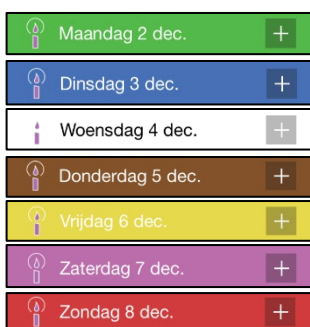 Maandag 2 dec. +
Dinsdag 3 dec. +
Woensdag 4 dec. +
Donderdag 5 dec. +
Vrijdag 6 dec. +
Zaterdag 7 dec. +
Zondag 8 dec. +